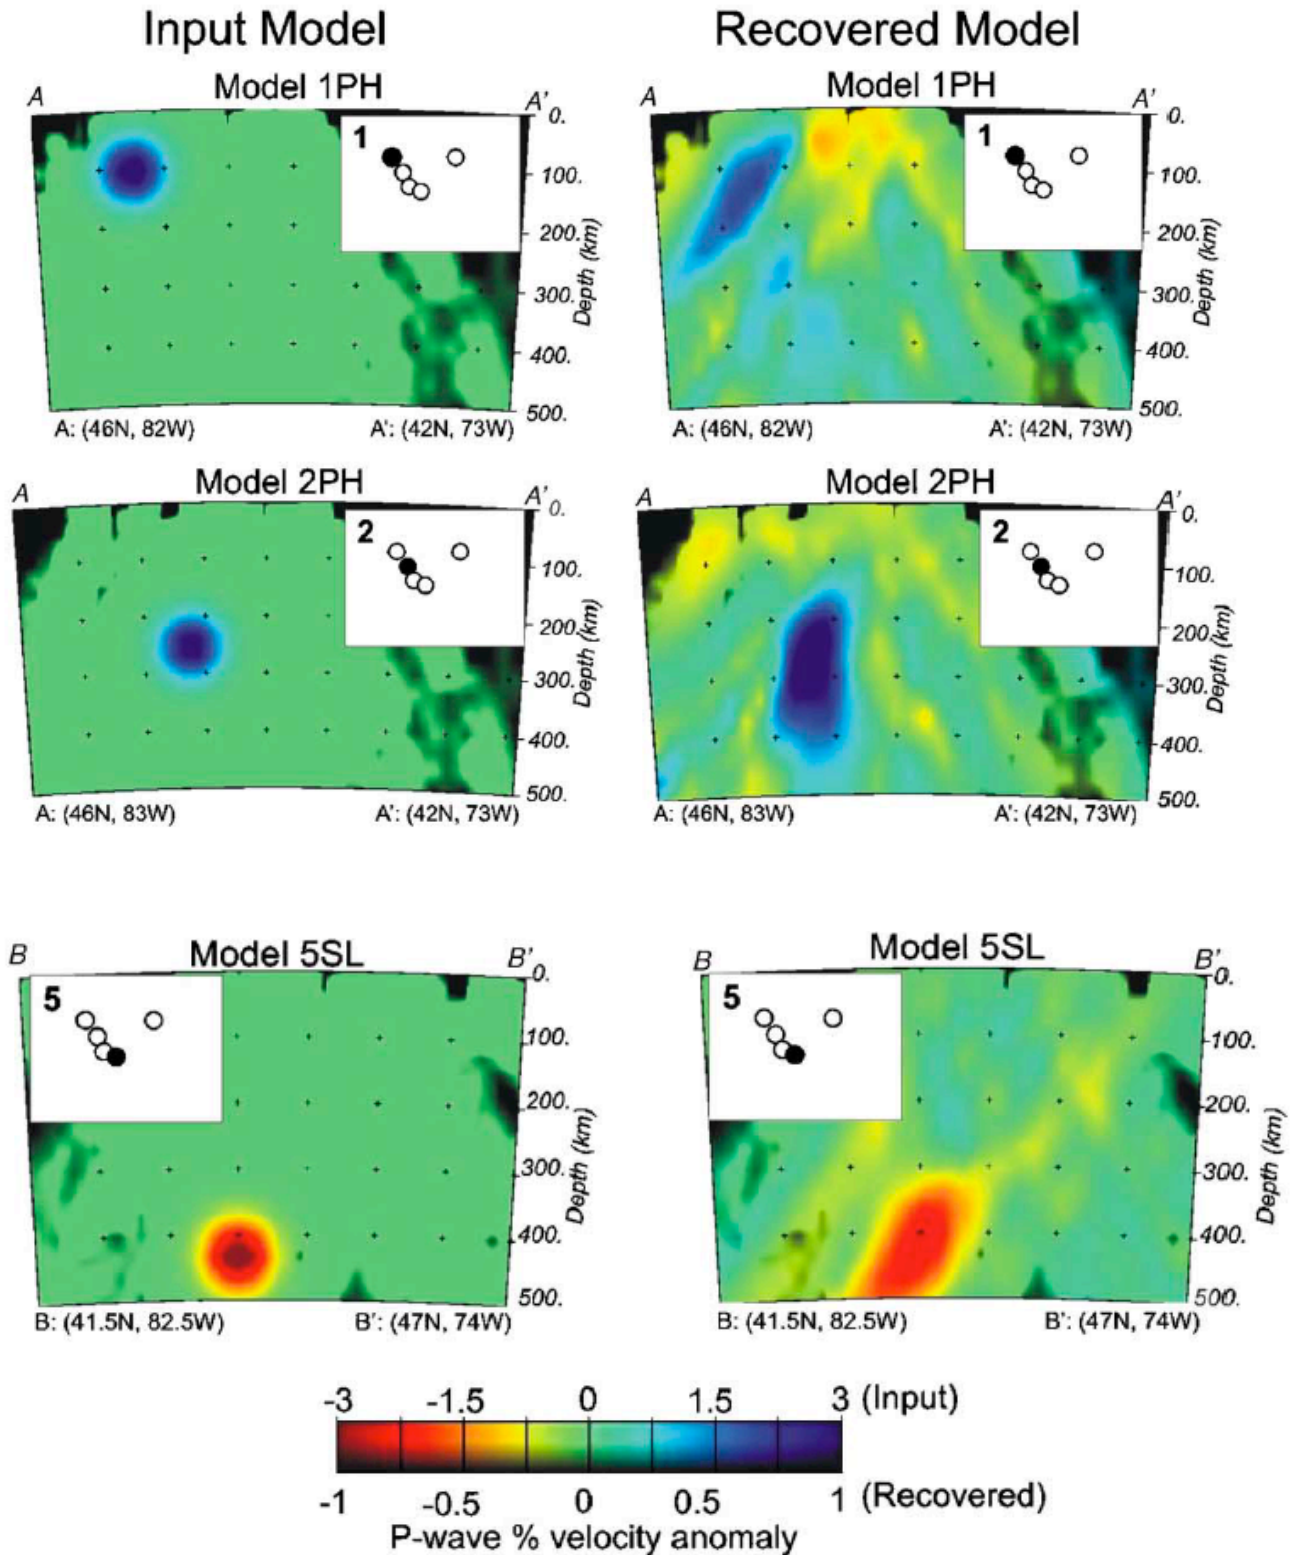 Input Model Recovered Model
Model 1PH Model 1PH
A A' A A'
1 1
0. 0.
100. 100.
200. 200.
300. 300.
400. 400.
500. 500.
Depth (km) Depth (km)
A: (46N, 82W) A': (42N, 73W) A: (46N, 82W) A': (42N, 73W)
Model 2PH Model 2PH
A A' A A'
2 2
0. 0.
100. 100.
200. 200.
300. 300.
400. 400.
500. 500.
Depth (km) Depth (km)
A: (46N, 83W) A': (42N, 73W) A: (46N, 83W) A': (42N, 73W)
Model 5SL Model 5SL
B B' B B'
5 5
0. 0.
100. 100.
200. 200.
300. 300.
400. 400.
500. 500.
Depth (km) Depth (km)
B: (41.5N, 82.5W) B': (47N, 74W) B: (41.5N, 82.5W) B': (47N, 74W)
-3 -1.5 0 1.5 3 (Input)
-1 -0.5 0 0.5 1 (Recovered)
P-wave % velocity anomaly